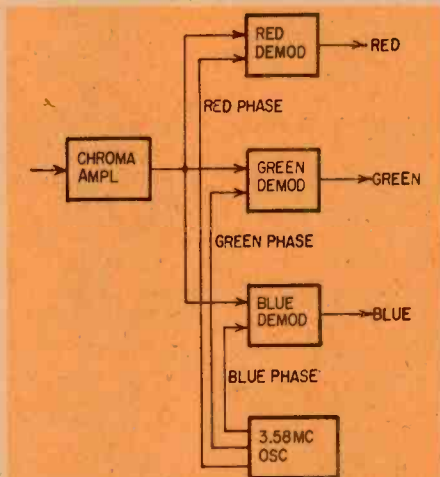 RED
DEMOD
RED
RED PHASE
CHROMA
AMPL
GREEN
DEMOD
GREEN
GREEN PHASE
BLUE
DEMOD
BLUE
BLUE PHASE
3.58MC
OSC